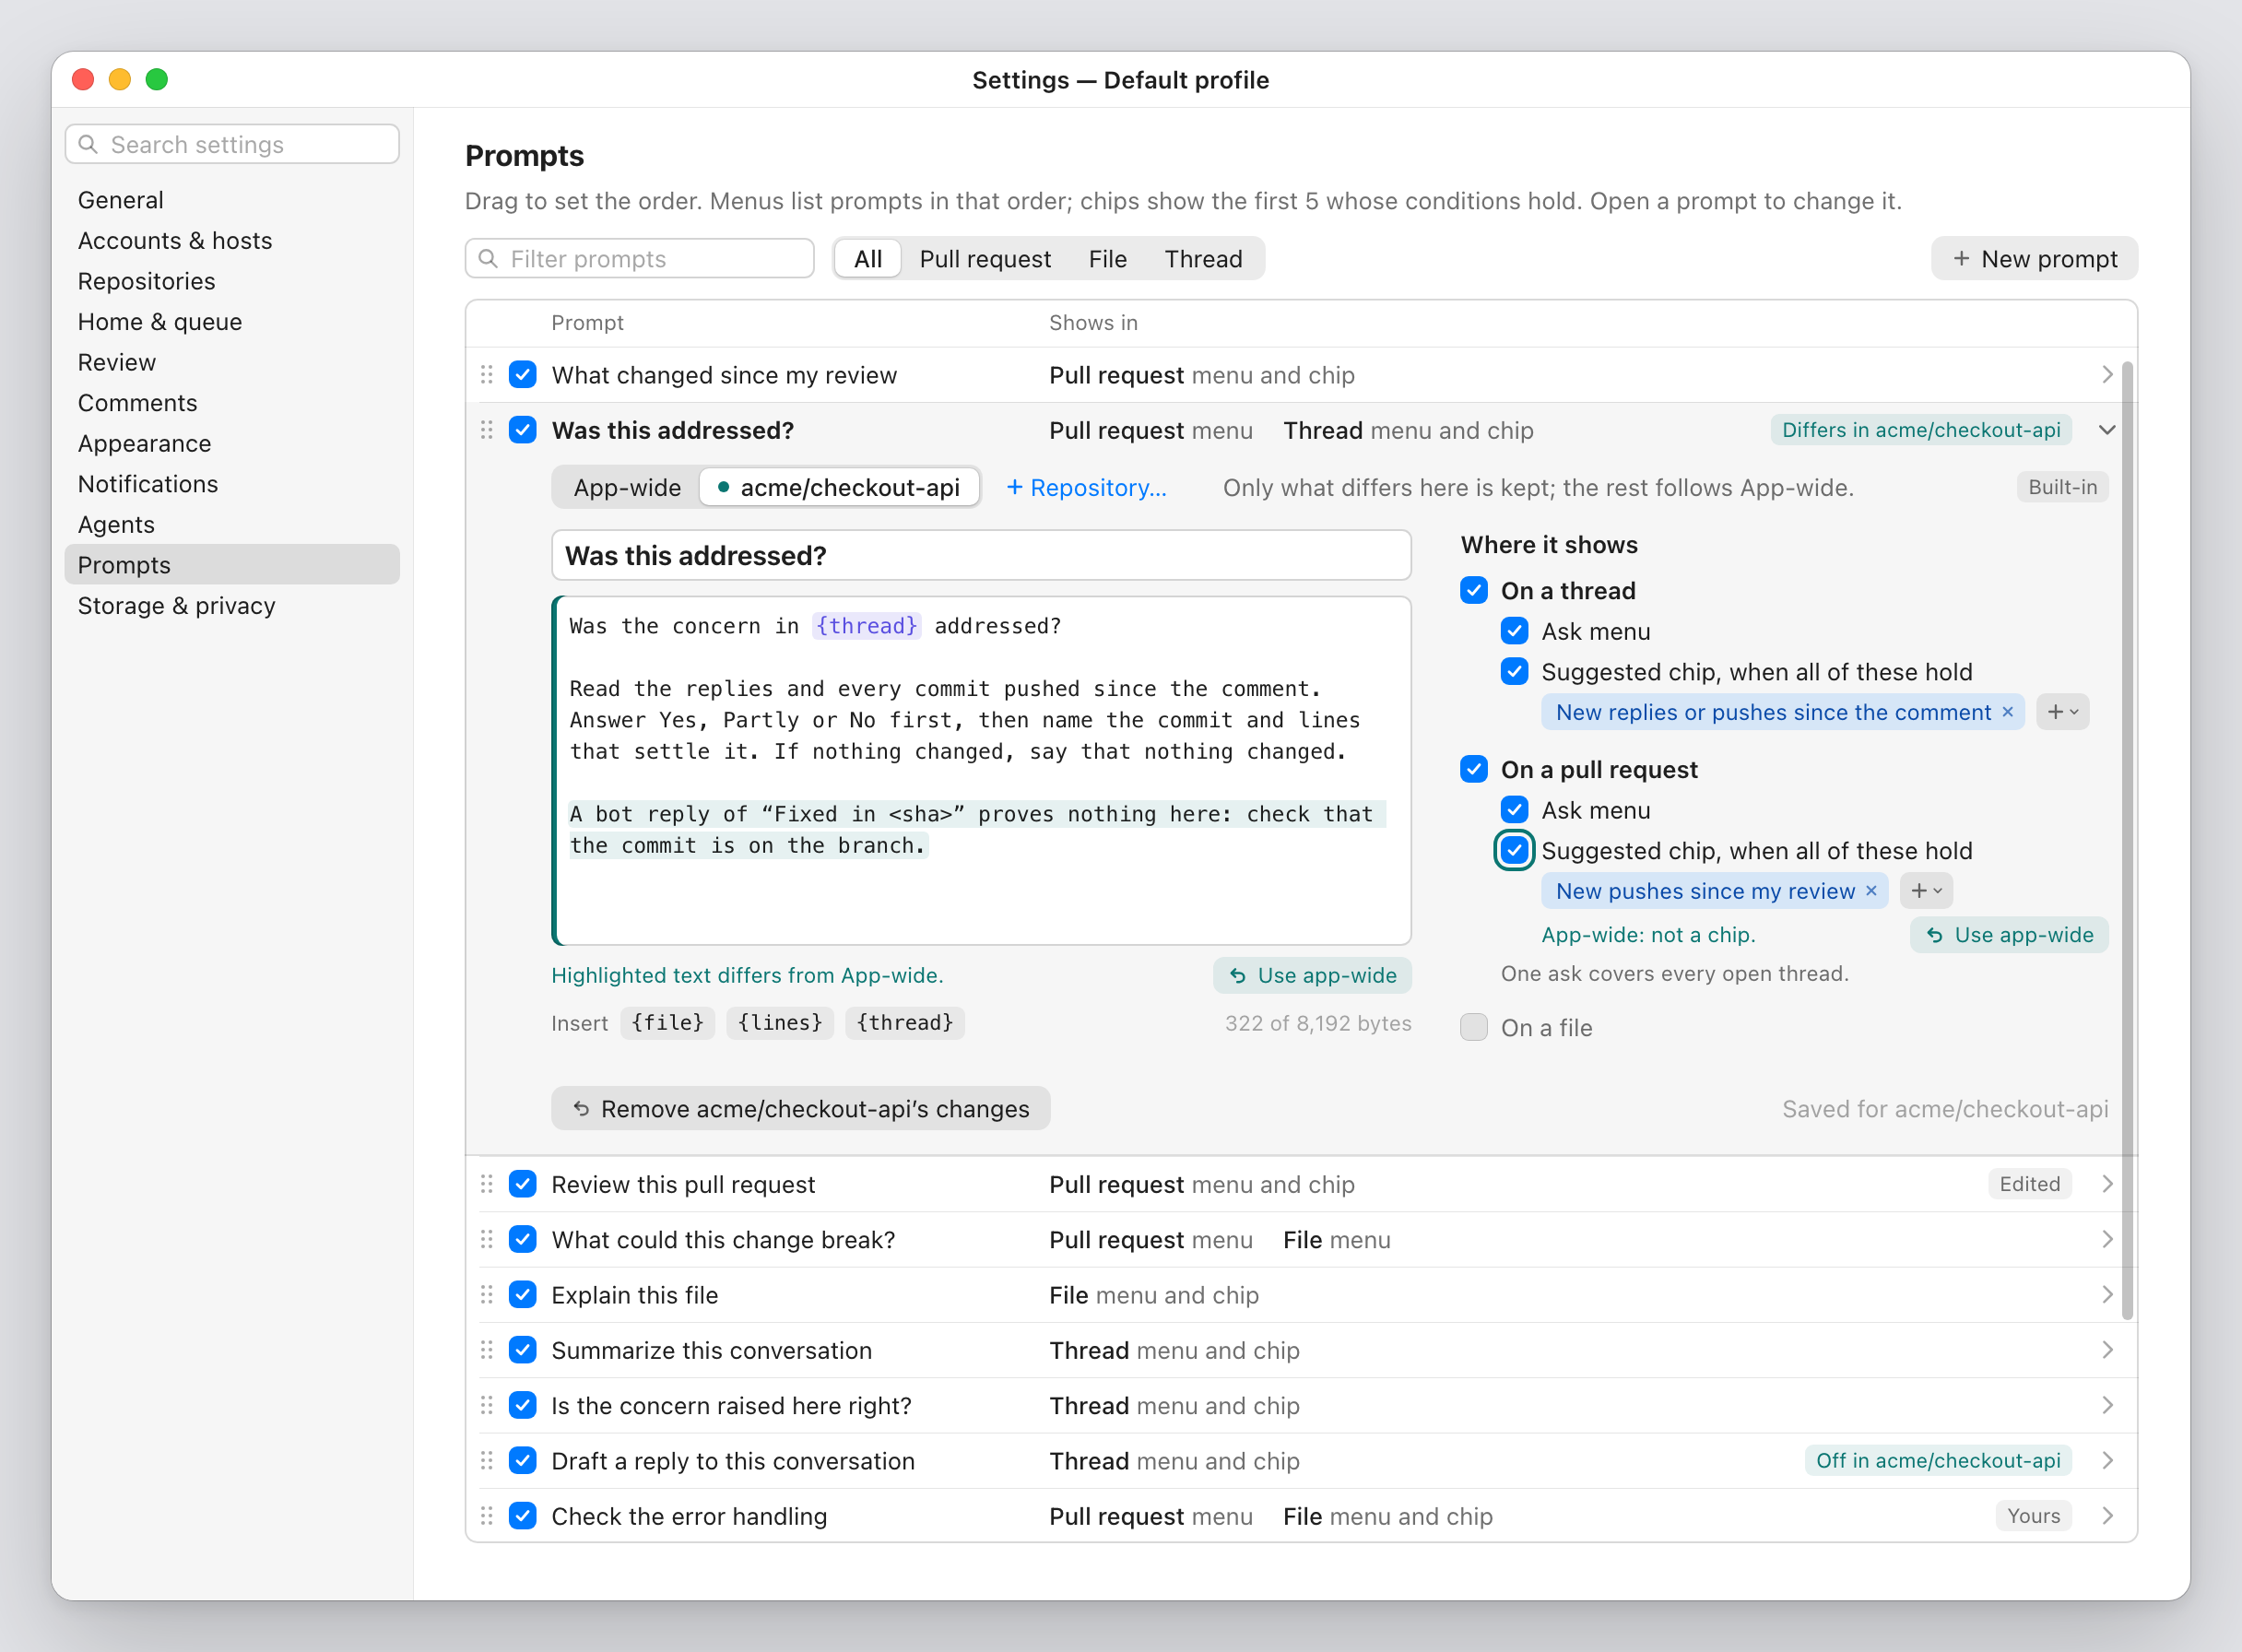 Settings — Default profile
Search settings
General
Accounts & hosts
Repositories
Home & queue
Review
Comments
Appearance
Notifications
Agents
Prompts
Storage & privacy
Prompts
Drag to set the order. Menus list prompts in that order; chips show the first 5 whose conditions hold. Open a prompt to change it.
Filter prompts
All Pull request File Thread
+ New prompt
Prompt Shows in
What changed since my review Pull request menu and chip
Was this addressed? Pull request menu Thread menu and chip Differs in acme/checkout-api
App-wide acme/checkout-api + Repository... Only what differs here is kept; the rest follows App-wide. Built-in
Was this addressed?
Was the concern in {thread} addressed?
Read the replies and every commit pushed since the comment.
Answer Yes, Partly or No first, then name the commit and lines
that settle it. If nothing changed, say that nothing changed.
A bot reply of “Fixed in <sha>” proves nothing here: check that
the commit is on the branch.
Highlighted text differs from App-wide. Use app-wide
Insert {file} {lines} {thread} 322 of 8,192 bytes
Where it shows
On a thread
Ask menu
Suggested chip, when all of these hold
New replies or pushes since the comment × +
On a pull request
Ask menu
Suggested chip, when all of these hold
New pushes since my review × +
App-wide: not a chip. Use app-wide
One ask covers every open thread.
On a file
Remove acme/checkout-api’s changes Saved for acme/checkout-api
Review this pull request Pull request menu and chip Edited
What could this change break? Pull request menu File menu
Explain this file File menu and chip
Summarize this conversation Thread menu and chip
Is the concern raised here right? Thread menu and chip
Draft a reply to this conversation Thread menu and chip Off in acme/checkout-api
Check the error handling Pull request menu File menu and chip Yours